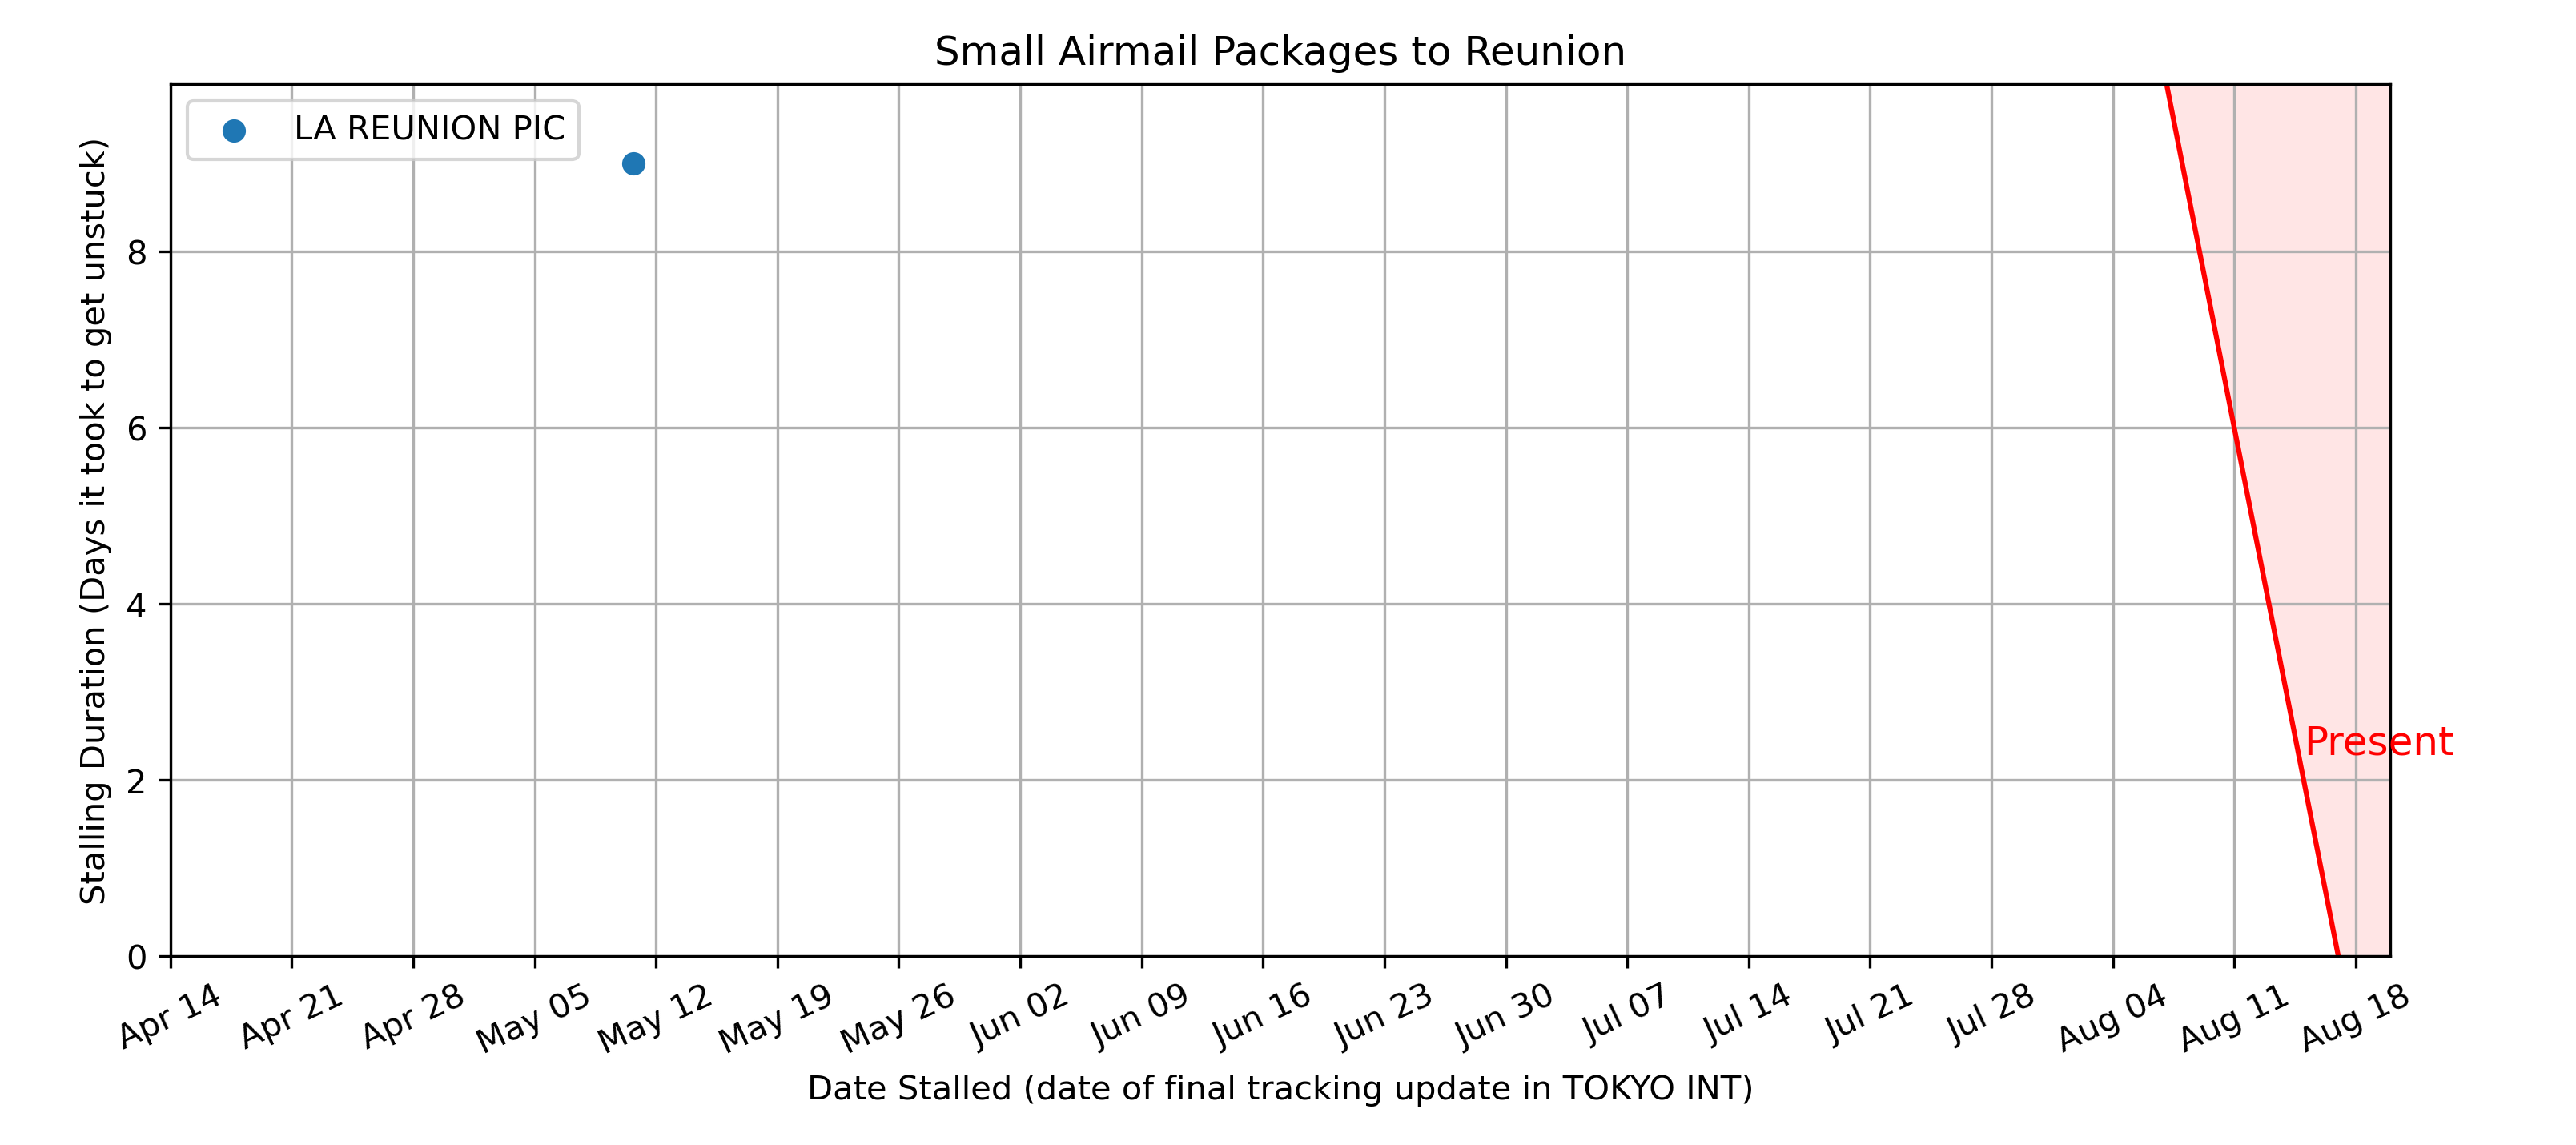 Small Airmail Packages to Reunion
LA REUNION PIC
Stalling Duration (Days it took to get unstuck)
8
6
4
2
0
Present
Apr 14 Apr 21 Apr 28 May 05 May 12 May 19 May 26 Jun 02 Jun 09 Jun 16 Jun 23 Jun 30 Jul 07 Jul 14 Jul 21 Jul 28 Aug 04 Aug 11 Aug 18
Date Stalled (date of final tracking update in TOKYO INT)